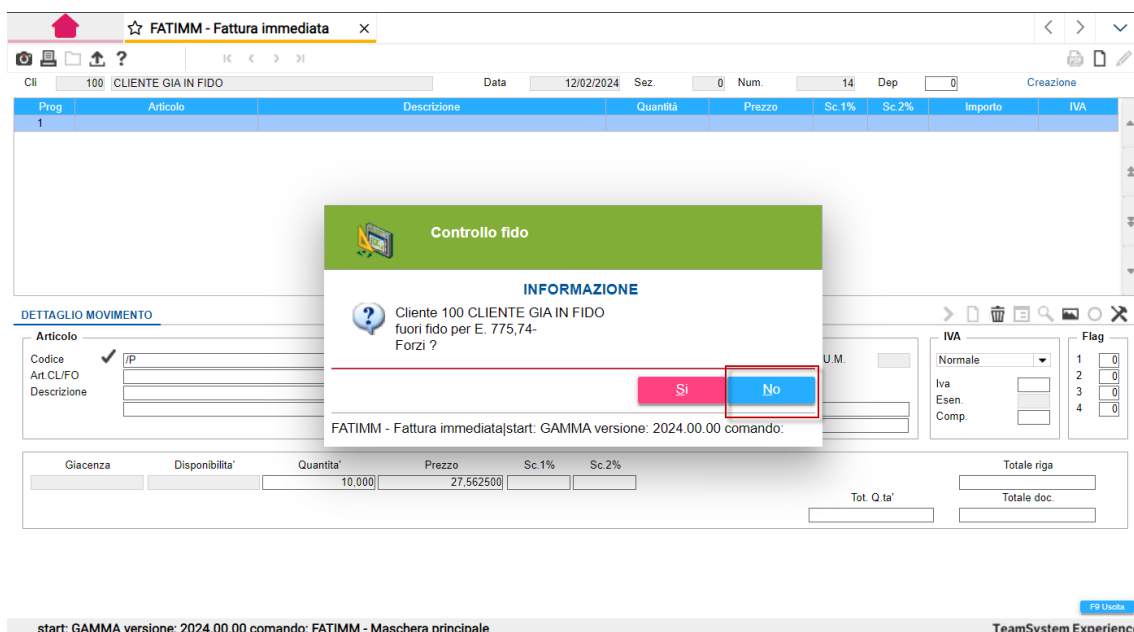 FATIMM - Fattura immediata ×
?
Cli 100 CLIENTE GIA IN FIDO Data 12/02/2024 Sez. 0 Num. 14 Dep 0 Creazione
Prog Articolo Descrizione Quantità Prezzo Sc.1% Sc.2% Importo IVA
1
Controllo fido
INFORMAZIONE
Cliente 100 CLIENTE GIA IN FIDO
fuori fido per E. 775,74-
Forzi ?
Si No
FATIMM - Fattura immediata|start: GAMMA versione: 2024.00.00 comando:
DETTAGLIO MOVIMENTO
Articolo
Codice /P
Art.CL/FO
Descrizione
U.M.
IVA
Normale
Iva
Esen.
Comp.
Flag
1 0
2 0
3 0
4 0
Giacenza Disponibilita' Quantita' Prezzo Sc.1% Sc.2% Totale riga
10,000 27,562500
Tot. Q.ta' Totale doc.
F9 Uscita
start: GAMMA versione: 2024.00.00 comando: FATIMM - Maschera principale TeamSystem Experience